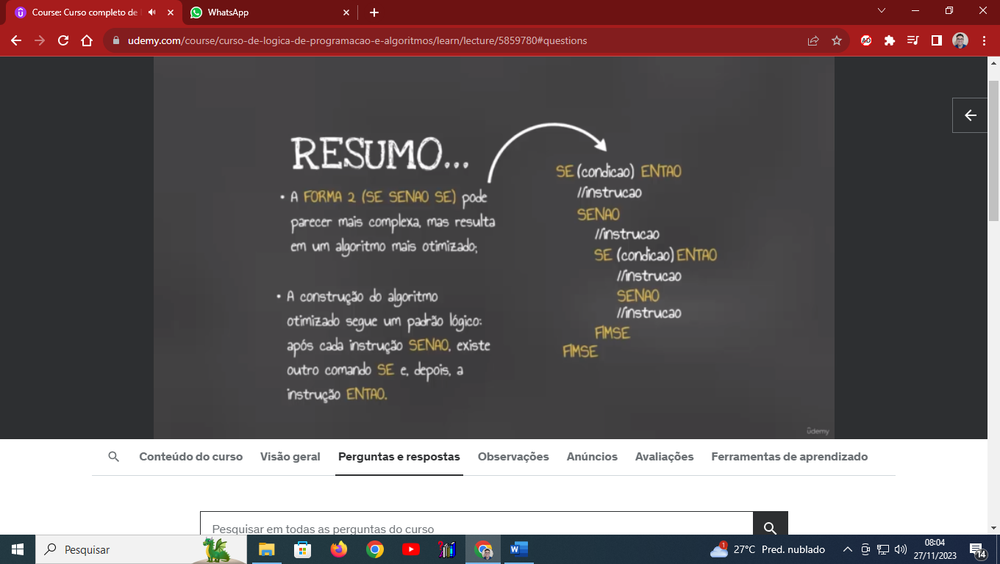 Course: Curso completo de
WhatsApp
udemy.com/course/curso-de-logica-de-programacao-e-algoritmos/learn/lecture/5859780#questions
RESUMO...
• A FORMA 2 (SE SENAO SE) pode
parecer mais complexa, mas resulta
em um algoritmo mais otimizado;
• A construção do algoritmo
otimizado segue um padrão lógico:
após cada instrução SENAO, existe
outro comando SE e, depois, a
instrução ENTAO.
SE (condicao) ENTAO
//instrucao
SENAO
//instrucao
SE (condicao) ENTAO
//instrucao
SENAO
//instrucao
FIMSE
FIMSE
ûdemy
Conteúdo do curso Visão geral Perguntas e respostas Observações Anúncios Avaliações Ferramentas de aprendizado
Pesquisar em todas as perguntas do curso
Pesquisar
1
27°C Pred. nublado
08:04
27/11/2023
14